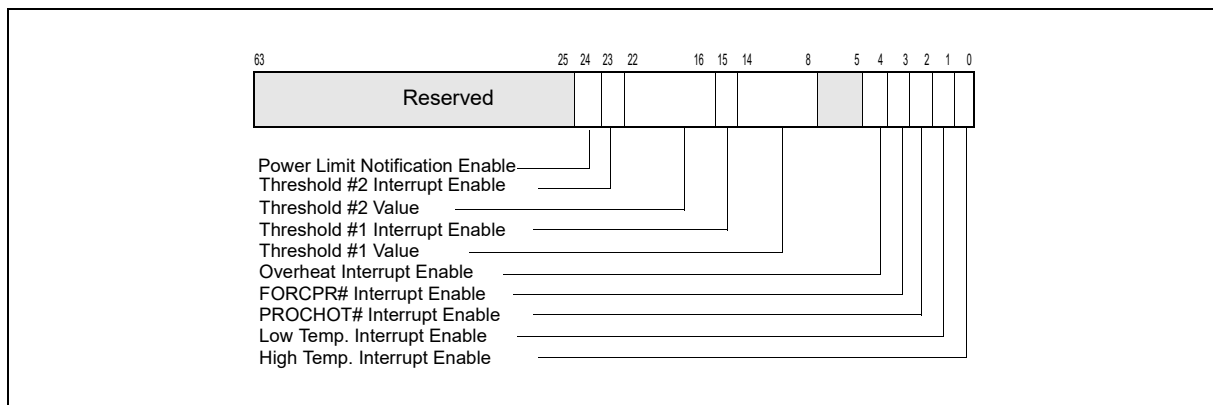 63 25 24 23 22 16 15 14 8 5 4 3 2 1 0
Reserved
Power Limit Notification Enable
Threshold #2 Interrupt Enable
Threshold #2 Value
Threshold #1 Interrupt Enable
Threshold #1 Value
Overheat Interrupt Enable
FORCPR# Interrupt Enable
PROCHOT# Interrupt Enable
Low Temp. Interrupt Enable
High Temp. Interrupt Enable